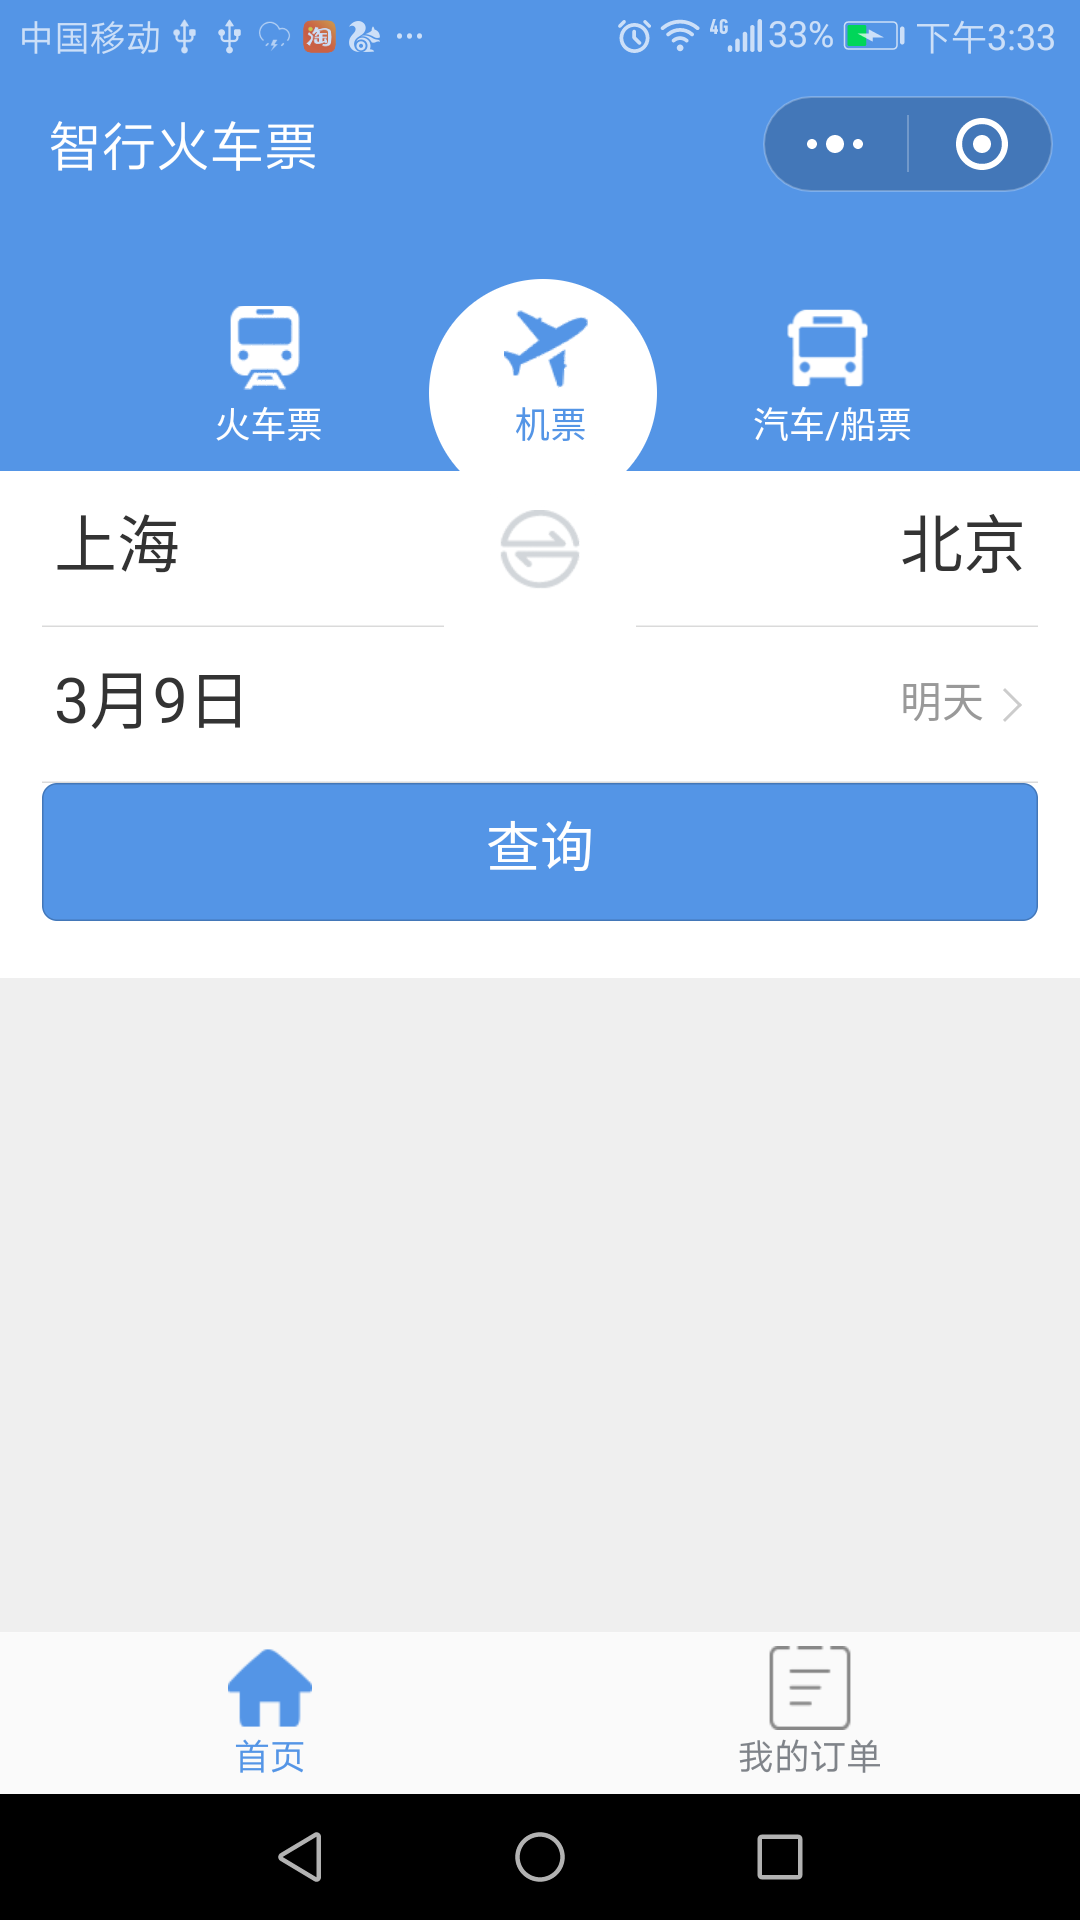 中国移动 淘 ... 4G 33% 下午3:33
智行火车票
火车票 机票 汽车/船票
上海 北京
3月9日 明天
查询
首页 我的订单